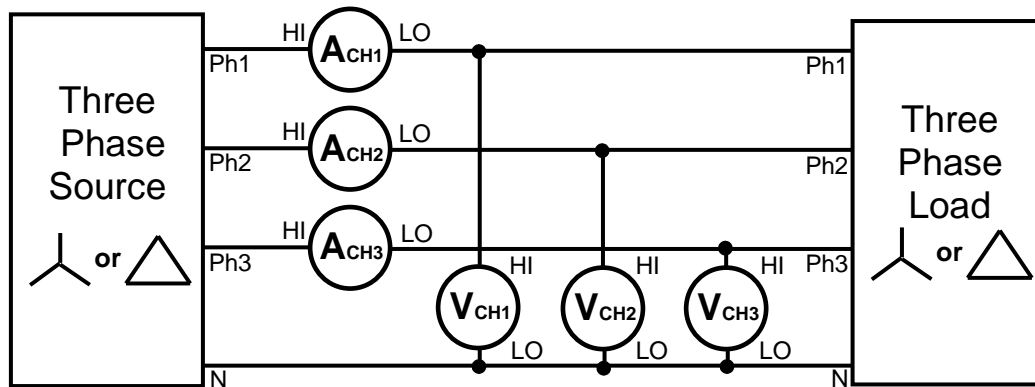 HI ACH1 LO
Ph1 Ph1
Three
Phase
Source
or
HI ACH2 LO
Ph2 Ph2
HI ACH3 LO
Ph3 Ph3
HI HI HI
VCH1 VCH2 VCH3
LO LO LO
N N
Three
Phase
Load
or